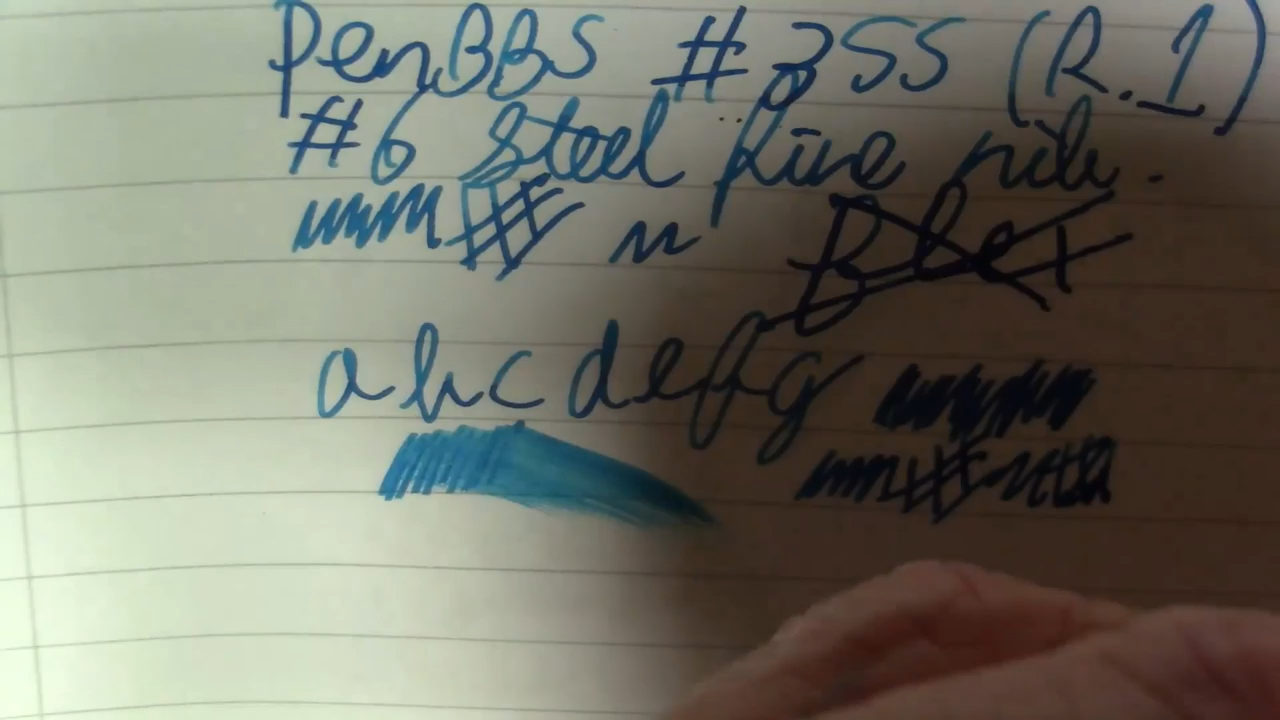 PenBBS #355 (R.1)
#6 Steel fine nib.
abcdefg